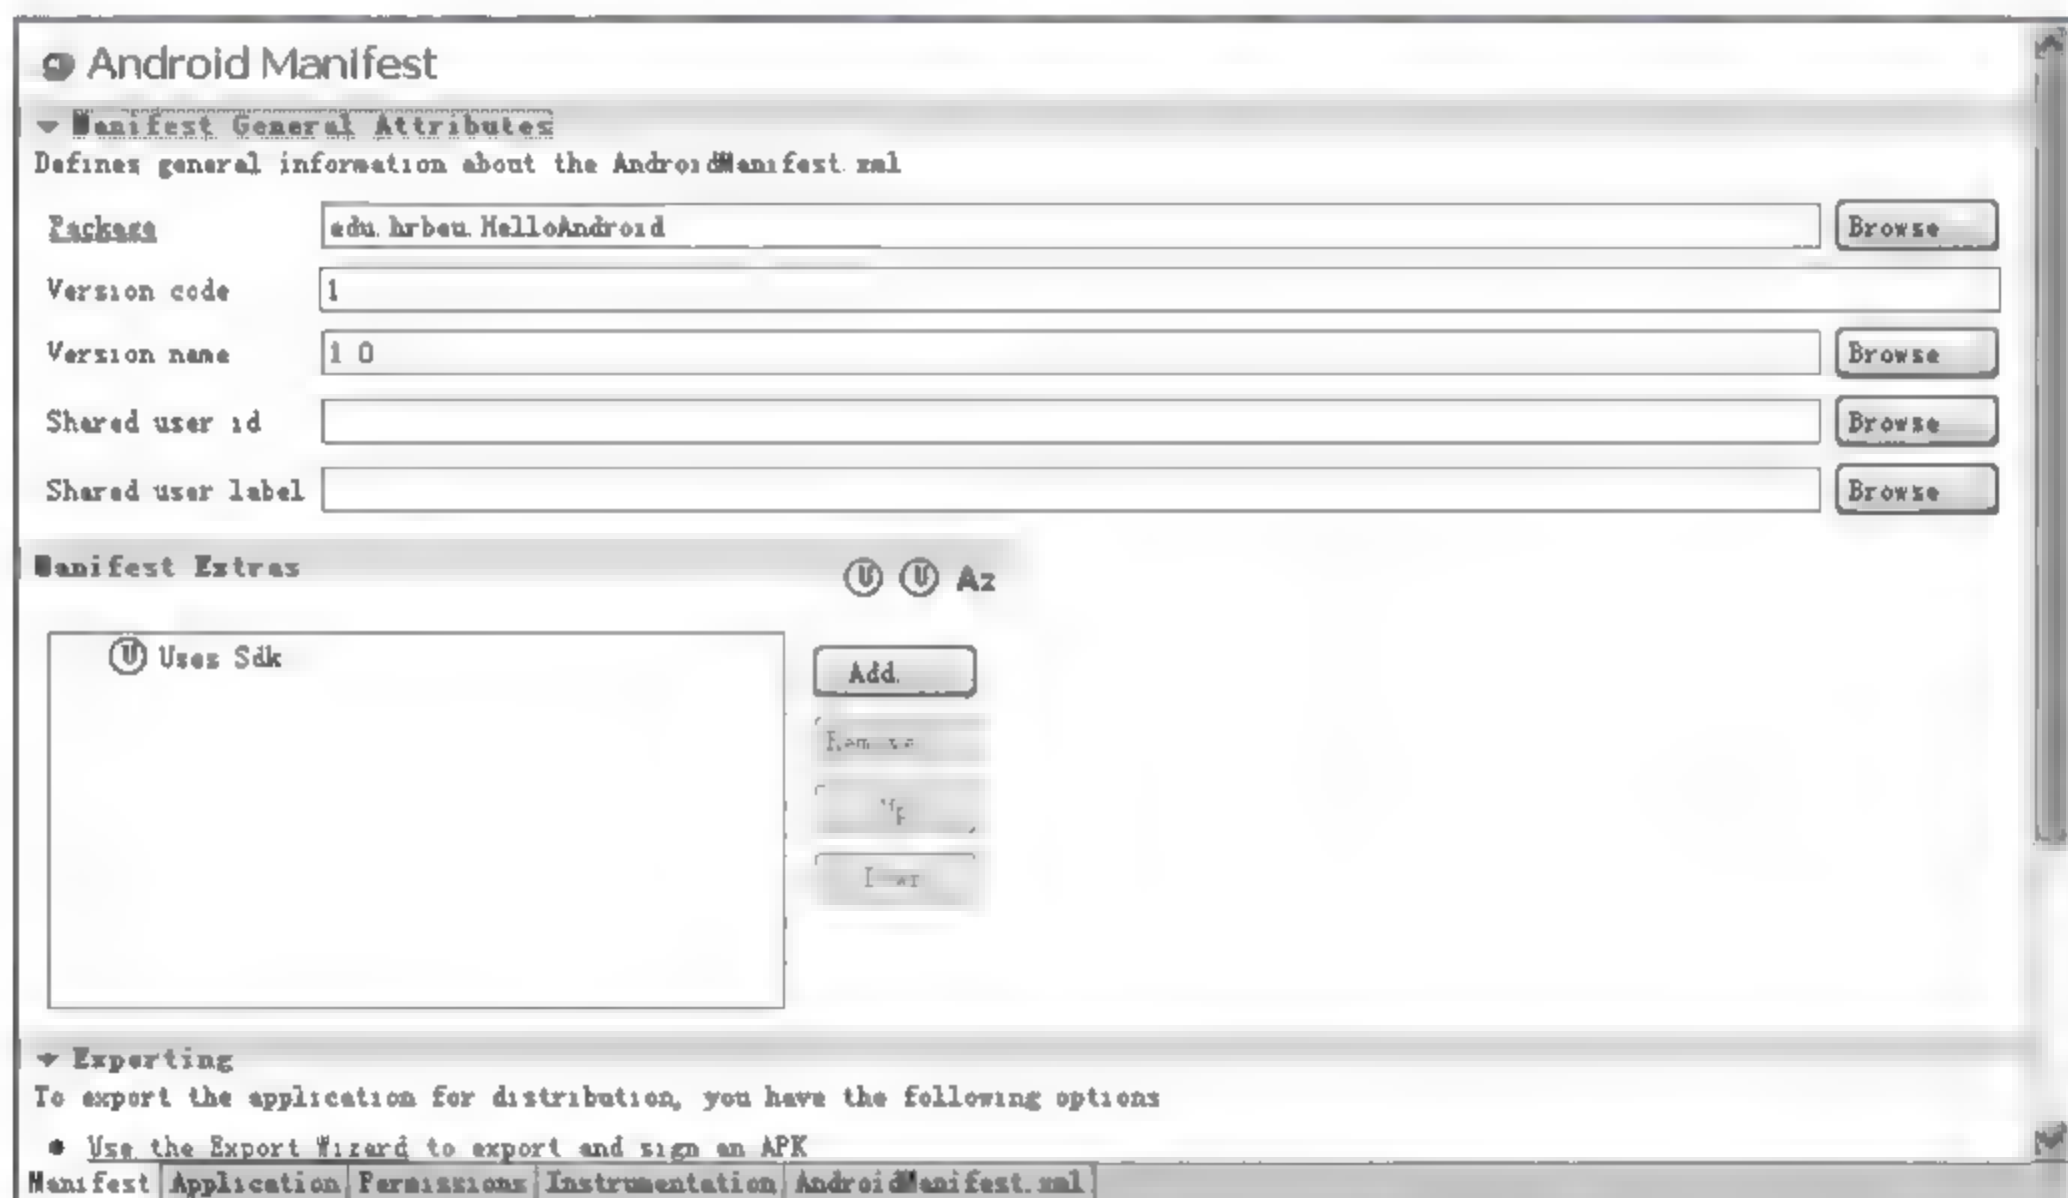 Android Manifest
Manifest General Attributes
Defines general information about the AndroidManifest.xml
Package edu.hrbeu.HelloAndroid Browse
Version code 1
Version name 1 0 Browse
Shared user id Browse
Shared user label Browse
Manifest Extras U U Az
U Uses Sdk
Add.
Exporting
To export the application for distribution, you have the following options
Use the Export Wizard to export and sign an APK
Manifest Application Permissions Instrumentation AndroidManifest.xml